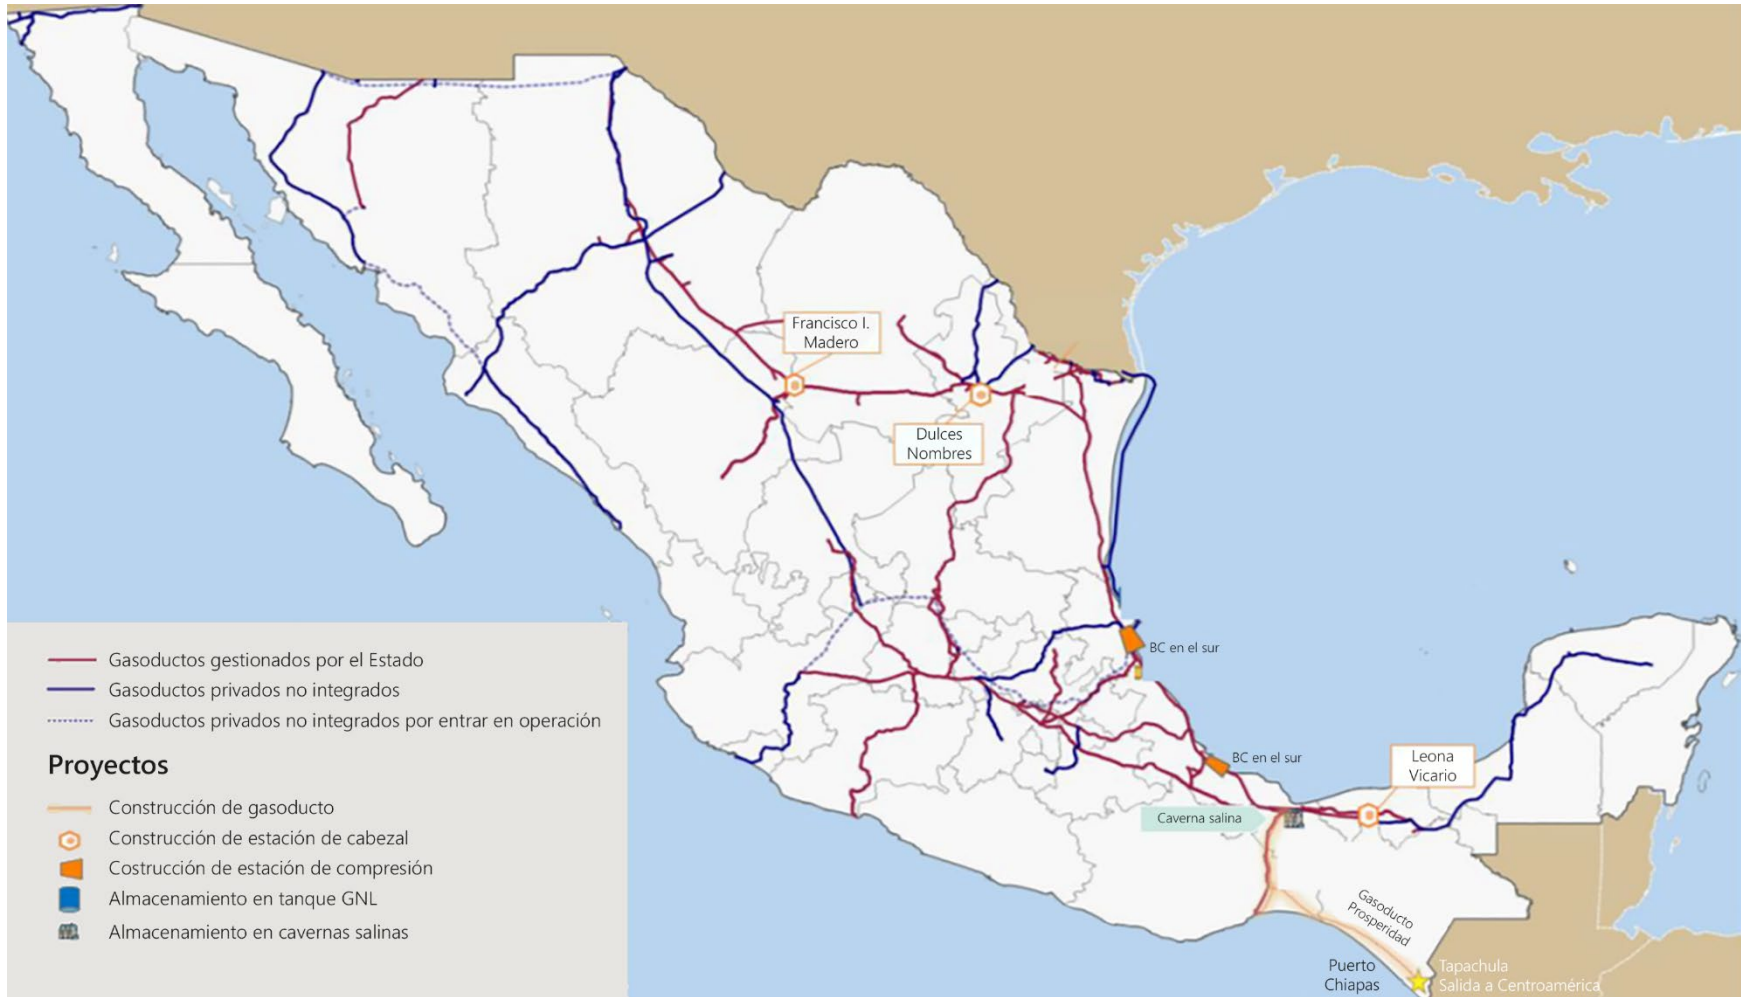 Francisco I.
Madero
Dulces
Nombres
BC en el sur
BC en el sur
Leona
Vicario
Caverna salina
Gasoducto
Prosperidad
Puerto
Chiapas
Tapachula
Salida a Centroamérica
Gasoductos gestionados por el Estado
Gasoductos privados no integrados
Gasoductos privados no integrados por entrar en operación
Proyectos
Construcción de gasoducto
Construcción de estación de cabezal
Costrucción de estación de compresión
Almacenamiento en tanque GNL
Almacenamiento en cavernas salinas